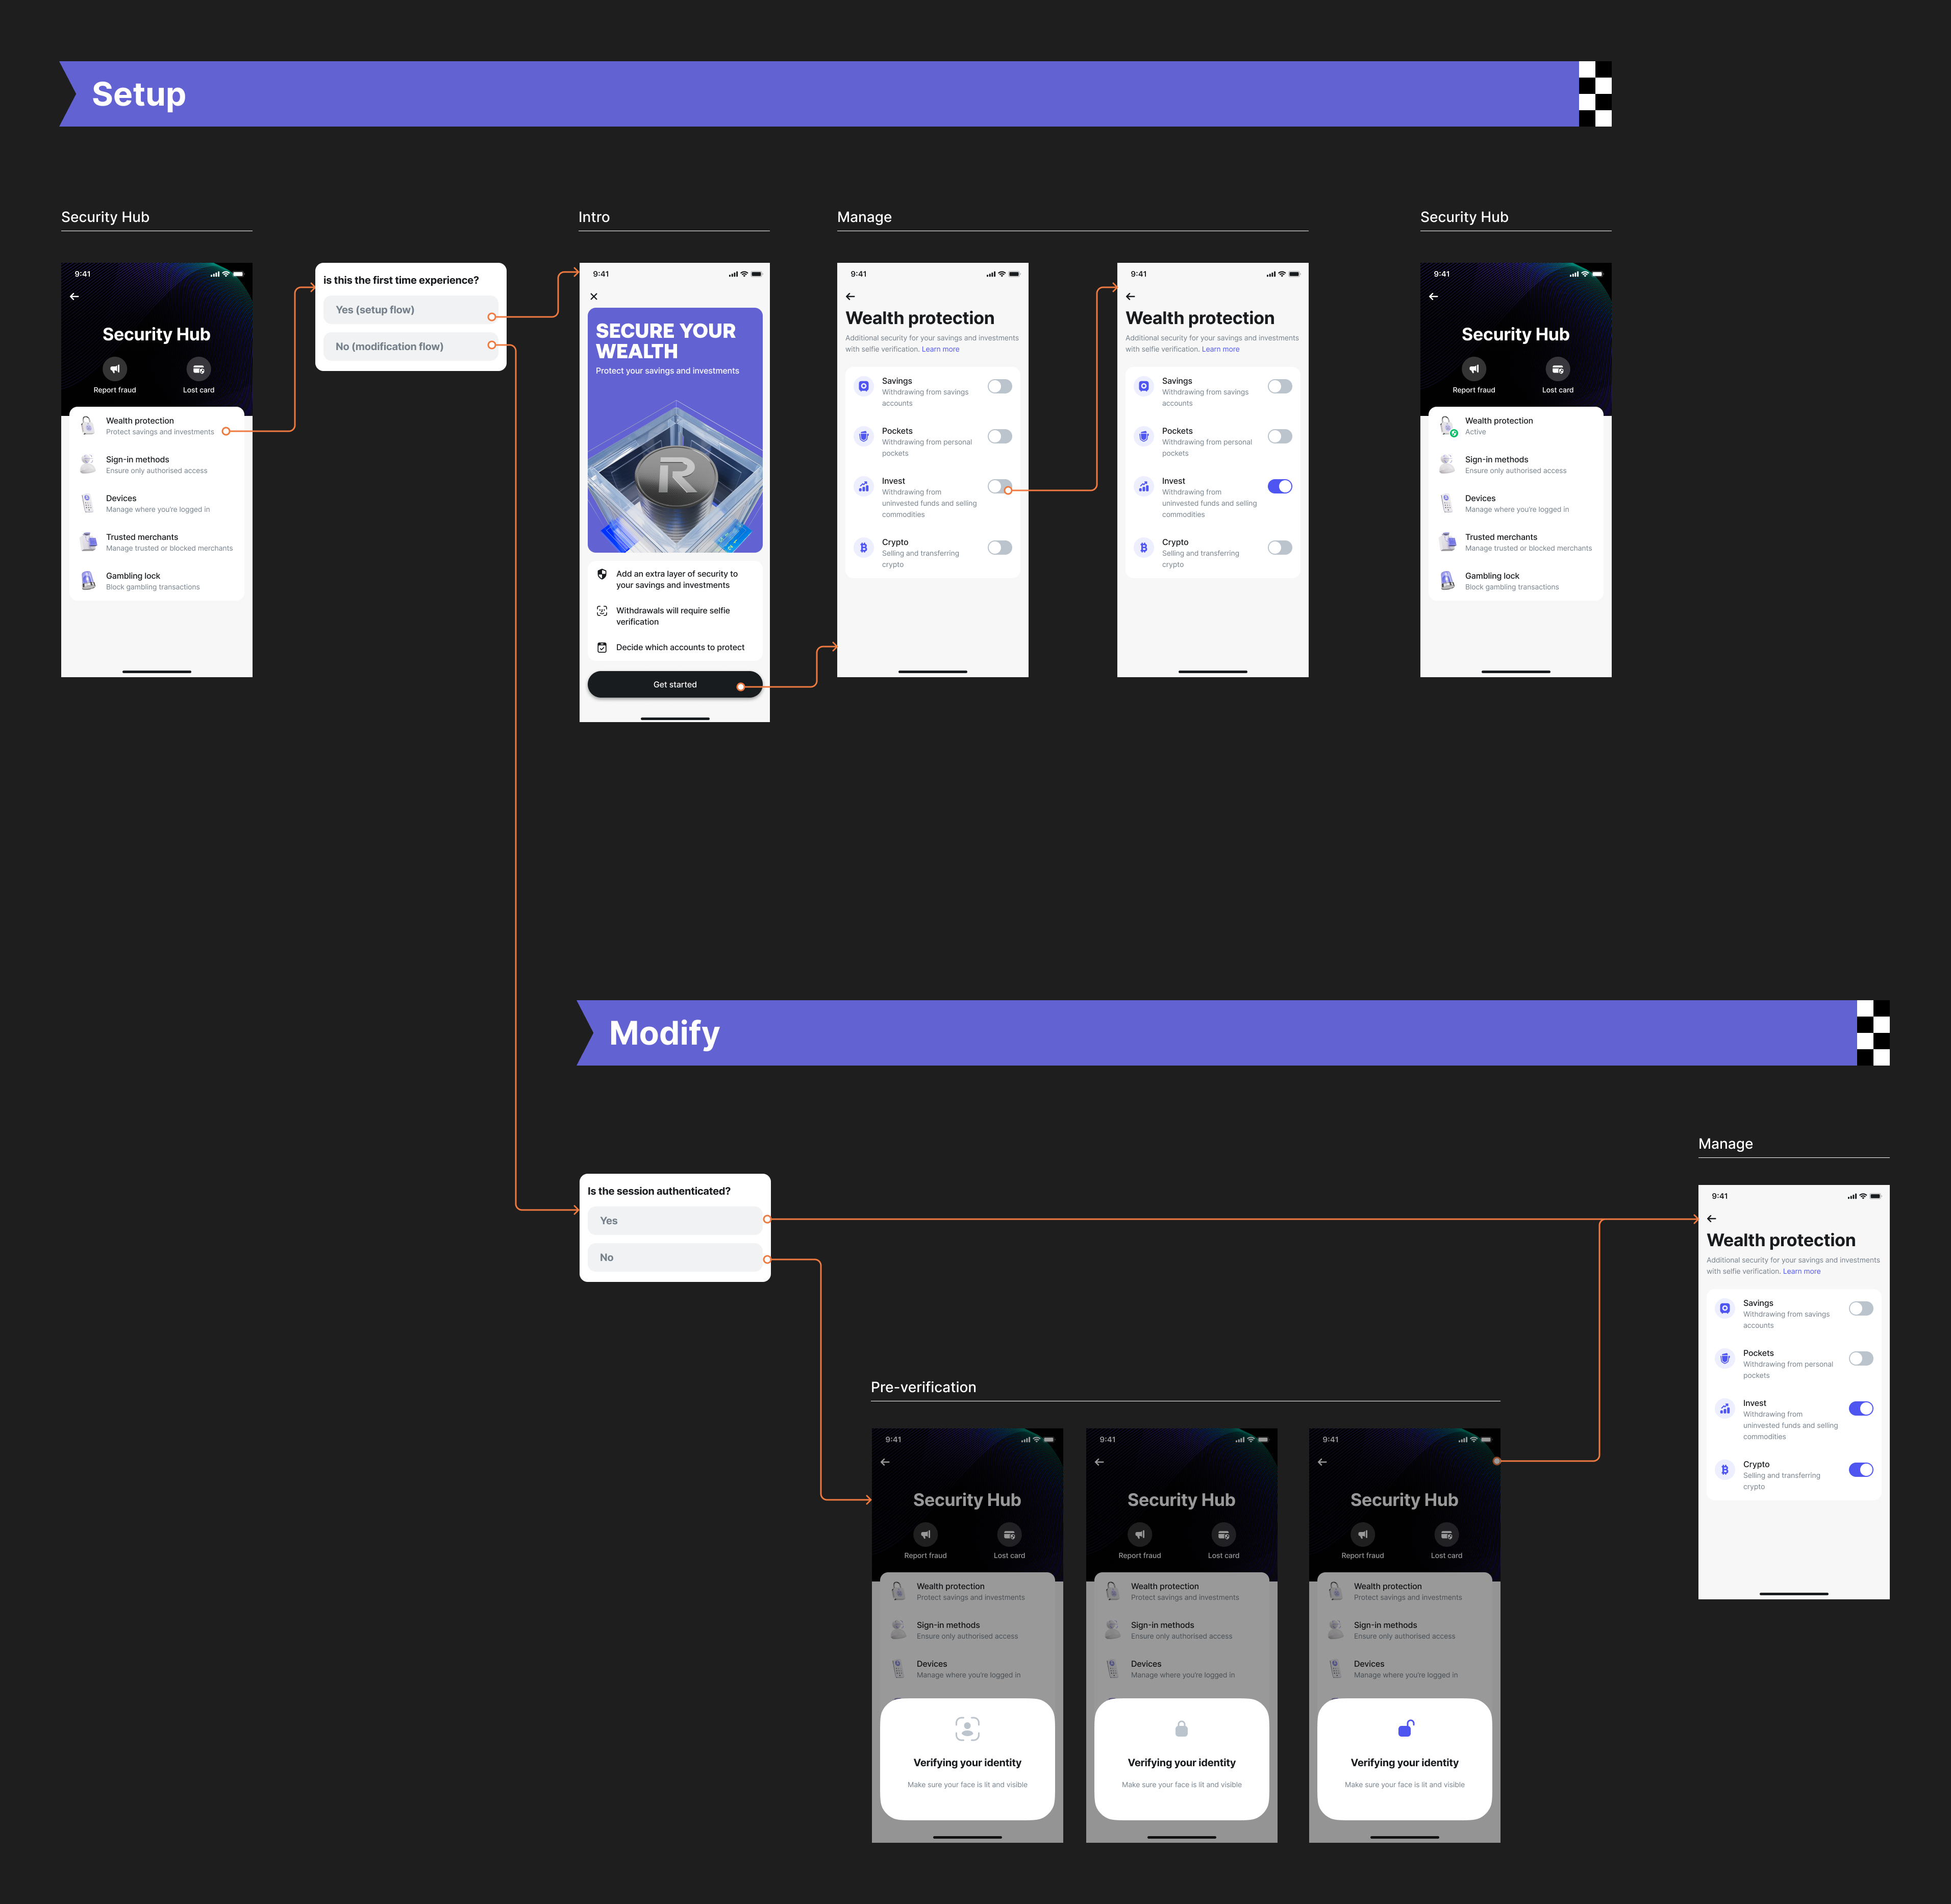 Setup
Security Hub
9:41
Security Hub
Report fraud
Lost card
Wealth protection
Protect savings and investments
Sign-in methods
Ensure only authorised access
Devices
Manage where you're logged in
Trusted merchants
Manage trusted or blocked merchants
Gambling lock
Block gambling transactions
is this the first time experience?
Yes (setup flow)
No (modification flow)
Intro
9:41
SECURE YOUR
WEALTH
Protect your savings and investments
R
Add an extra layer of security to
your savings and investments
Withdrawals will require selfie
verification
Decide which accounts to protect
Get started
Manage
9:41
Wealth protection
Additional security for your savings and investments
with selfie verification. Learn more
Savings
Withdrawing from savings
accounts
Pockets
Withdrawing from personal
pockets
Invest
Withdrawing from
uninvested funds and selling
commodities
Crypto
Selling and transferring
crypto
9:41
Wealth protection
Additional security for your savings and investments
with selfie verification. Learn more
Savings
Withdrawing from savings
accounts
Pockets
Withdrawing from personal
pockets
Invest
Withdrawing from
uninvested funds and selling
commodities
Crypto
Selling and transferring
crypto
Security Hub
9:41
Security Hub
Report fraud
Lost card
Wealth protection
Active
Sign-in methods
Ensure only authorised access
Devices
Manage where you're logged in
Trusted merchants
Manage trusted or blocked merchants
Gambling lock
Block gambling transactions
Modify
Is the session authenticated?
Yes
No
Pre-verification
9:41
Security Hub
Report fraud
Lost card
Wealth protection
Protect savings and investments
Sign-in methods
Ensure only authorised access
Devices
Manage where you're logged in
Verifying your identity
Make sure your face is lit and visible
9:41
Security Hub
Report fraud
Lost card
Wealth protection
Protect savings and investments
Sign-in methods
Ensure only authorised access
Devices
Manage where you're logged in
Verifying your identity
Make sure your face is lit and visible
9:41
Security Hub
Report fraud
Lost card
Wealth protection
Protect savings and investments
Sign-in methods
Ensure only authorised access
Devices
Manage where you're logged in
Verifying your identity
Make sure your face is lit and visible
Manage
9:41
Wealth protection
Additional security for your savings and investments
with selfie verification. Learn more
Savings
Withdrawing from savings
accounts
Pockets
Withdrawing from personal
pockets
Invest
Withdrawing from
uninvested funds and selling
commodities
Crypto
Selling and transferring
crypto